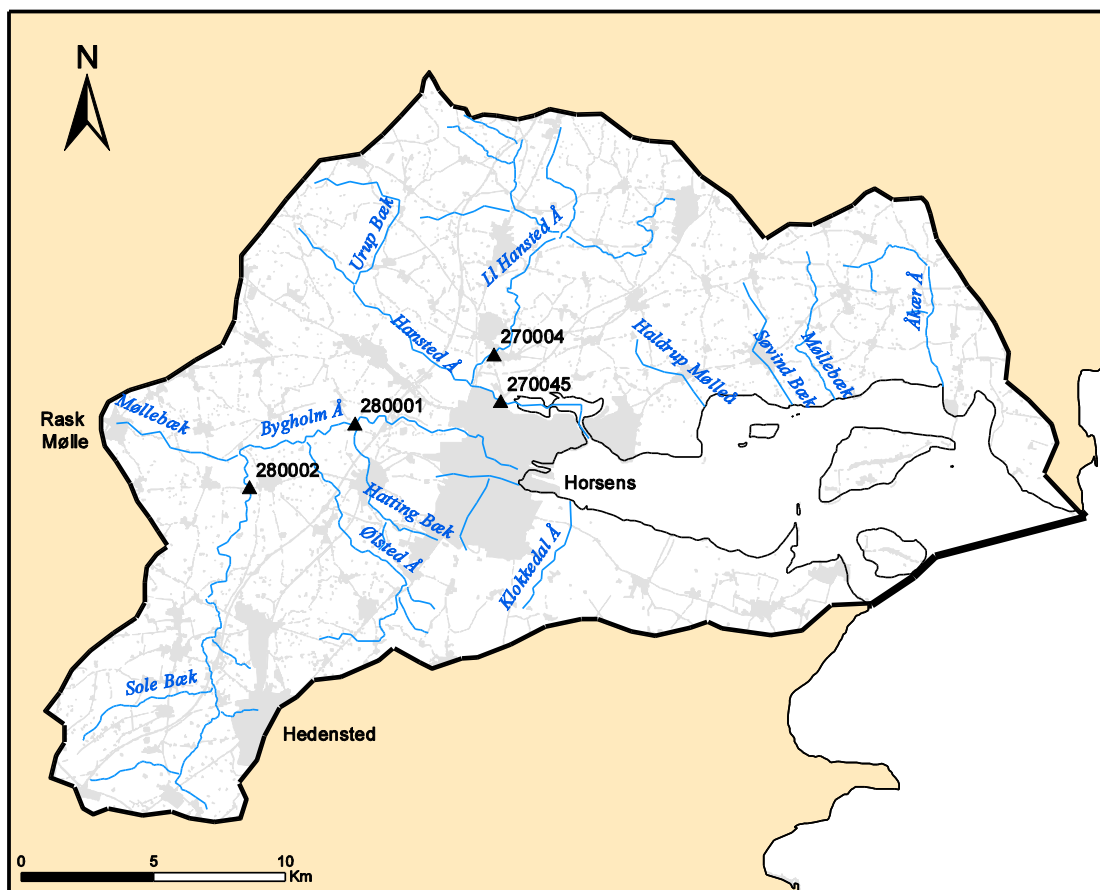 N
Urup Bæk
Ll Hansted Å
Åkær Å
Hansted Å
270004
Haldrup Mølleå
Søvind Bæk
Møllebæk
270045
Rask
Mølle
Møllebæk
Bygholm Å
280001
280002
Horsens
Hatting Bæk
Ølsted Å
Klokkedal Å
Sole Bæk
Hedensted
0 5 10
Km